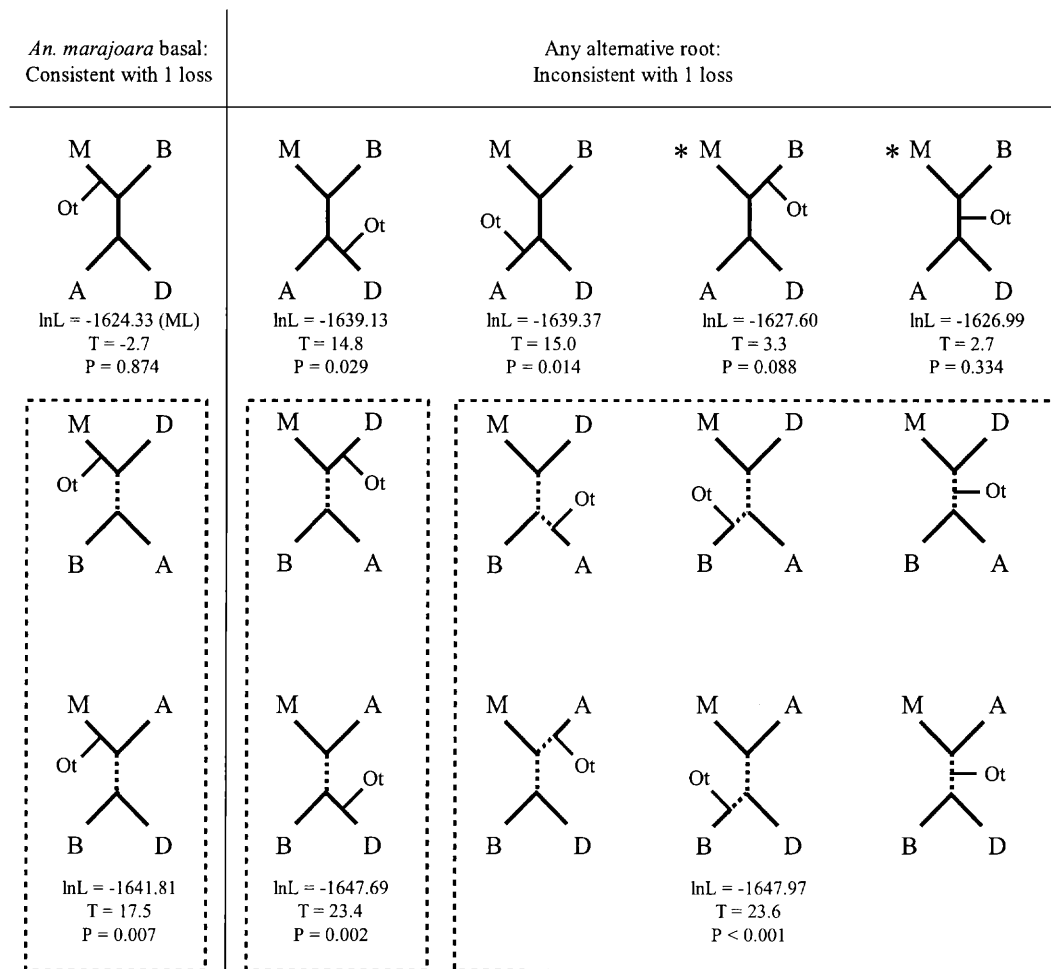 An. marajoara basal:
Consistent with 1 loss
Any alternative root:
Inconsistent with 1 loss
M B
Ot
A D
lnL = -1624.33 (ML)
T = -2.7
P = 0.874
M B
Ot
A D
lnL = -1639.13
T = 14.8
P = 0.029
M B
Ot
A D
lnL = -1639.37
T = 15.0
P = 0.014
* M B
Ot
A D
lnL = -1627.60
T = 3.3
P = 0.088
* M B
Ot
A D
lnL = -1626.99
T = 2.7
P = 0.334
M D
Ot
B A
M D
Ot
B A
M D
Ot
B A
M D
Ot
B A
M D
Ot
B A
M A
Ot
B D
lnL = -1641.81
T = 17.5
P = 0.007
M A
Ot
B D
lnL = -1647.69
T = 23.4
P = 0.002
M A
Ot
B D
M A
Ot
B D
lnL = -1647.97
T = 23.6
P < 0.001
M A
Ot
B D